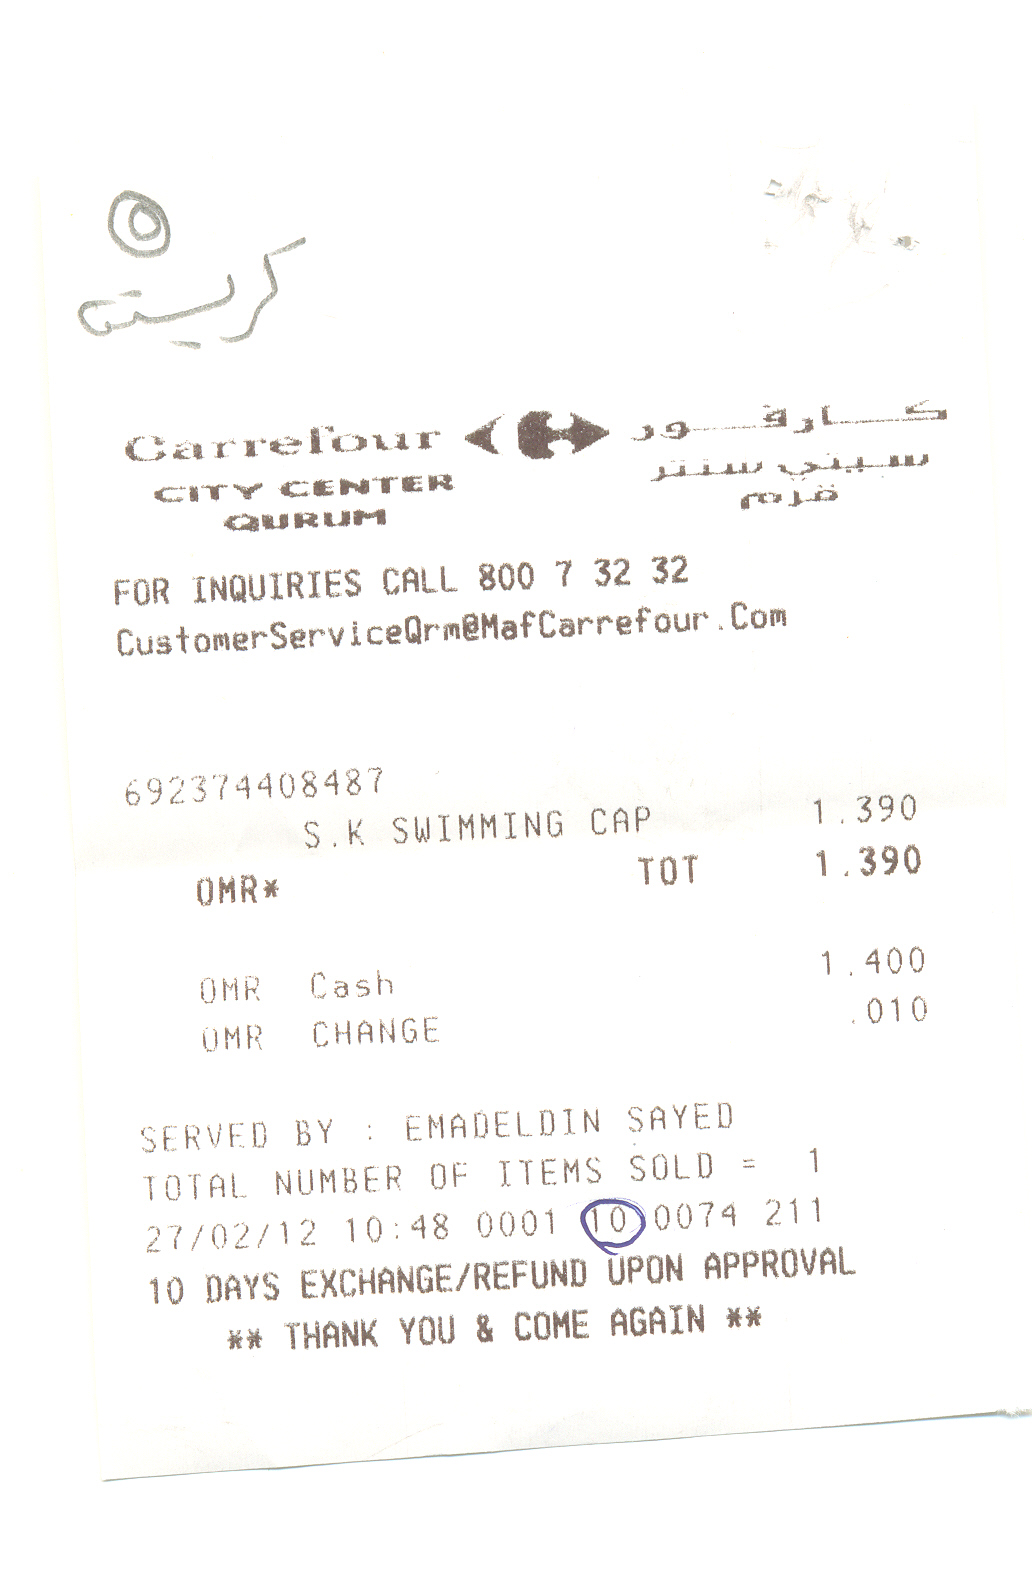 Carrefour كارفور
CITY CENTER سيتي سنتر
QURUM قرم
FOR INQUIRIES CALL 800 7 32 32
CustomerServiceQrm@MafCarrefour.Com
692374408487
S.K SWIMMING CAP 1.390
OMR* TOT 1.390
OMR Cash 1.400
OMR CHANGE .010
SERVED BY : EMADELDIN SAYED
TOTAL NUMBER OF ITEMS SOLD = 1
27/02/12 10:48 0001 10 0074 211
10 DAYS EXCHANGE/REFUND UPON APPROVAL
** THANK YOU & COME AGAIN **